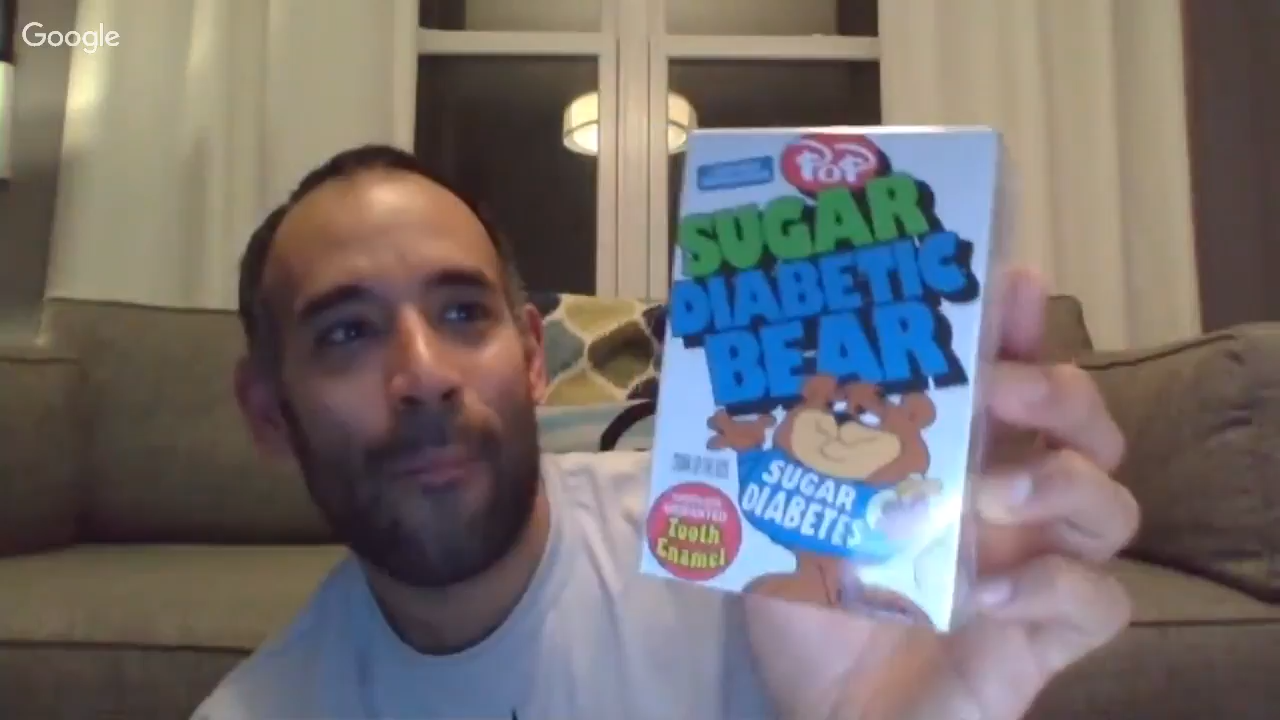 Google
POP
SUGAR
DIABETIC
BEAR
SUGAR
DIABETES
Tooth
Enamel